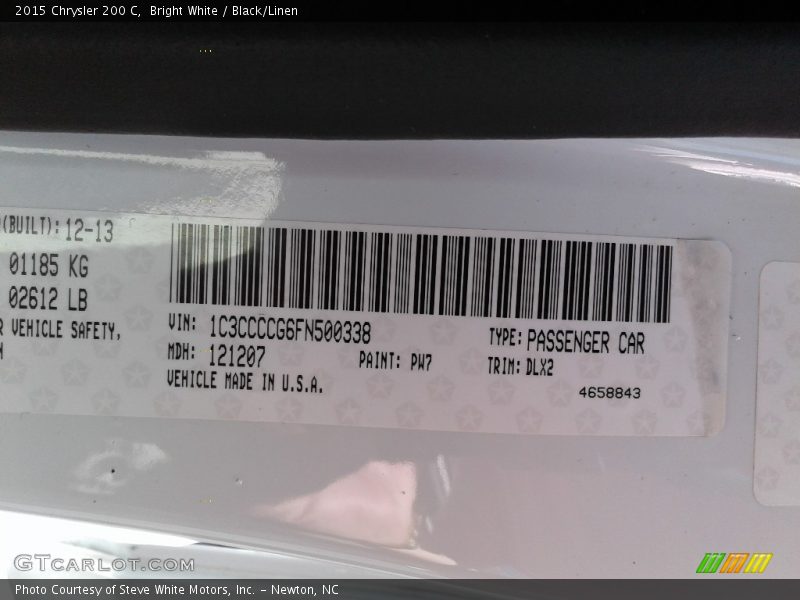 2015 Chrysler 200 C, Bright White / Black/Linen
(BUILT): 12-13
01185 KG
02612 LB
VEHICLE SAFETY,
VIN: 1C3CCCCG6FN500338
MDH: 121207
PAINT: PW7
VEHICLE MADE IN U.S.A.
TYPE: PASSENGER CAR
TRIM: DLX2
4658843
GTCARLOT.COM
Photo Courtesy of Steve White Motors, Inc. - Newton, NC